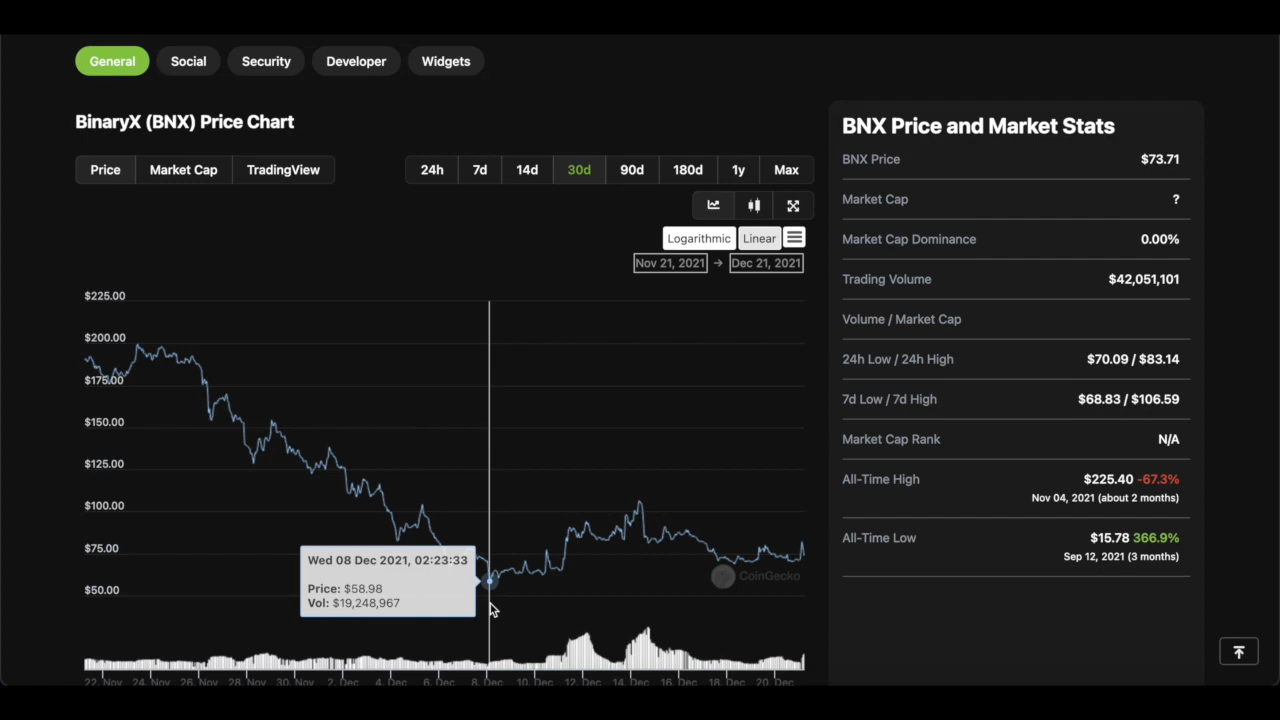 General Social Security Developer Widgets
BinaryX (BNX) Price Chart
Price Market Cap TradingView
24h 7d 14d 30d 90d 180d 1y Max
Logarithmic Linear
Nov 21, 2021 → Dec 21, 2021
$225.00
$200.00
$175.00
$150.00
$125.00
$100.00
$75.00
$50.00
Wed 08 Dec 2021, 02:23:33
Price: $58.98
Vol: $19,248,967
CoinGecko
22. Nov 24. Nov 26. Nov 28. Nov 30. Nov 2. Dec 4. Dec 6. Dec 8. Dec 10. Dec 12. Dec 14. Dec 16. Dec 18. Dec 20. Dec
BNX Price and Market Stats
BNX Price $73.71
Market Cap ?
Market Cap Dominance 0.00%
Trading Volume $42,051,101
Volume / Market Cap
24h Low / 24h High $70.09 / $83.14
7d Low / 7d High $68.83 / $106.59
Market Cap Rank N/A
All-Time High $225.40 -67.3%
Nov 04, 2021 (about 2 months)
All-Time Low $15.78 366.9%
Sep 12, 2021 (3 months)